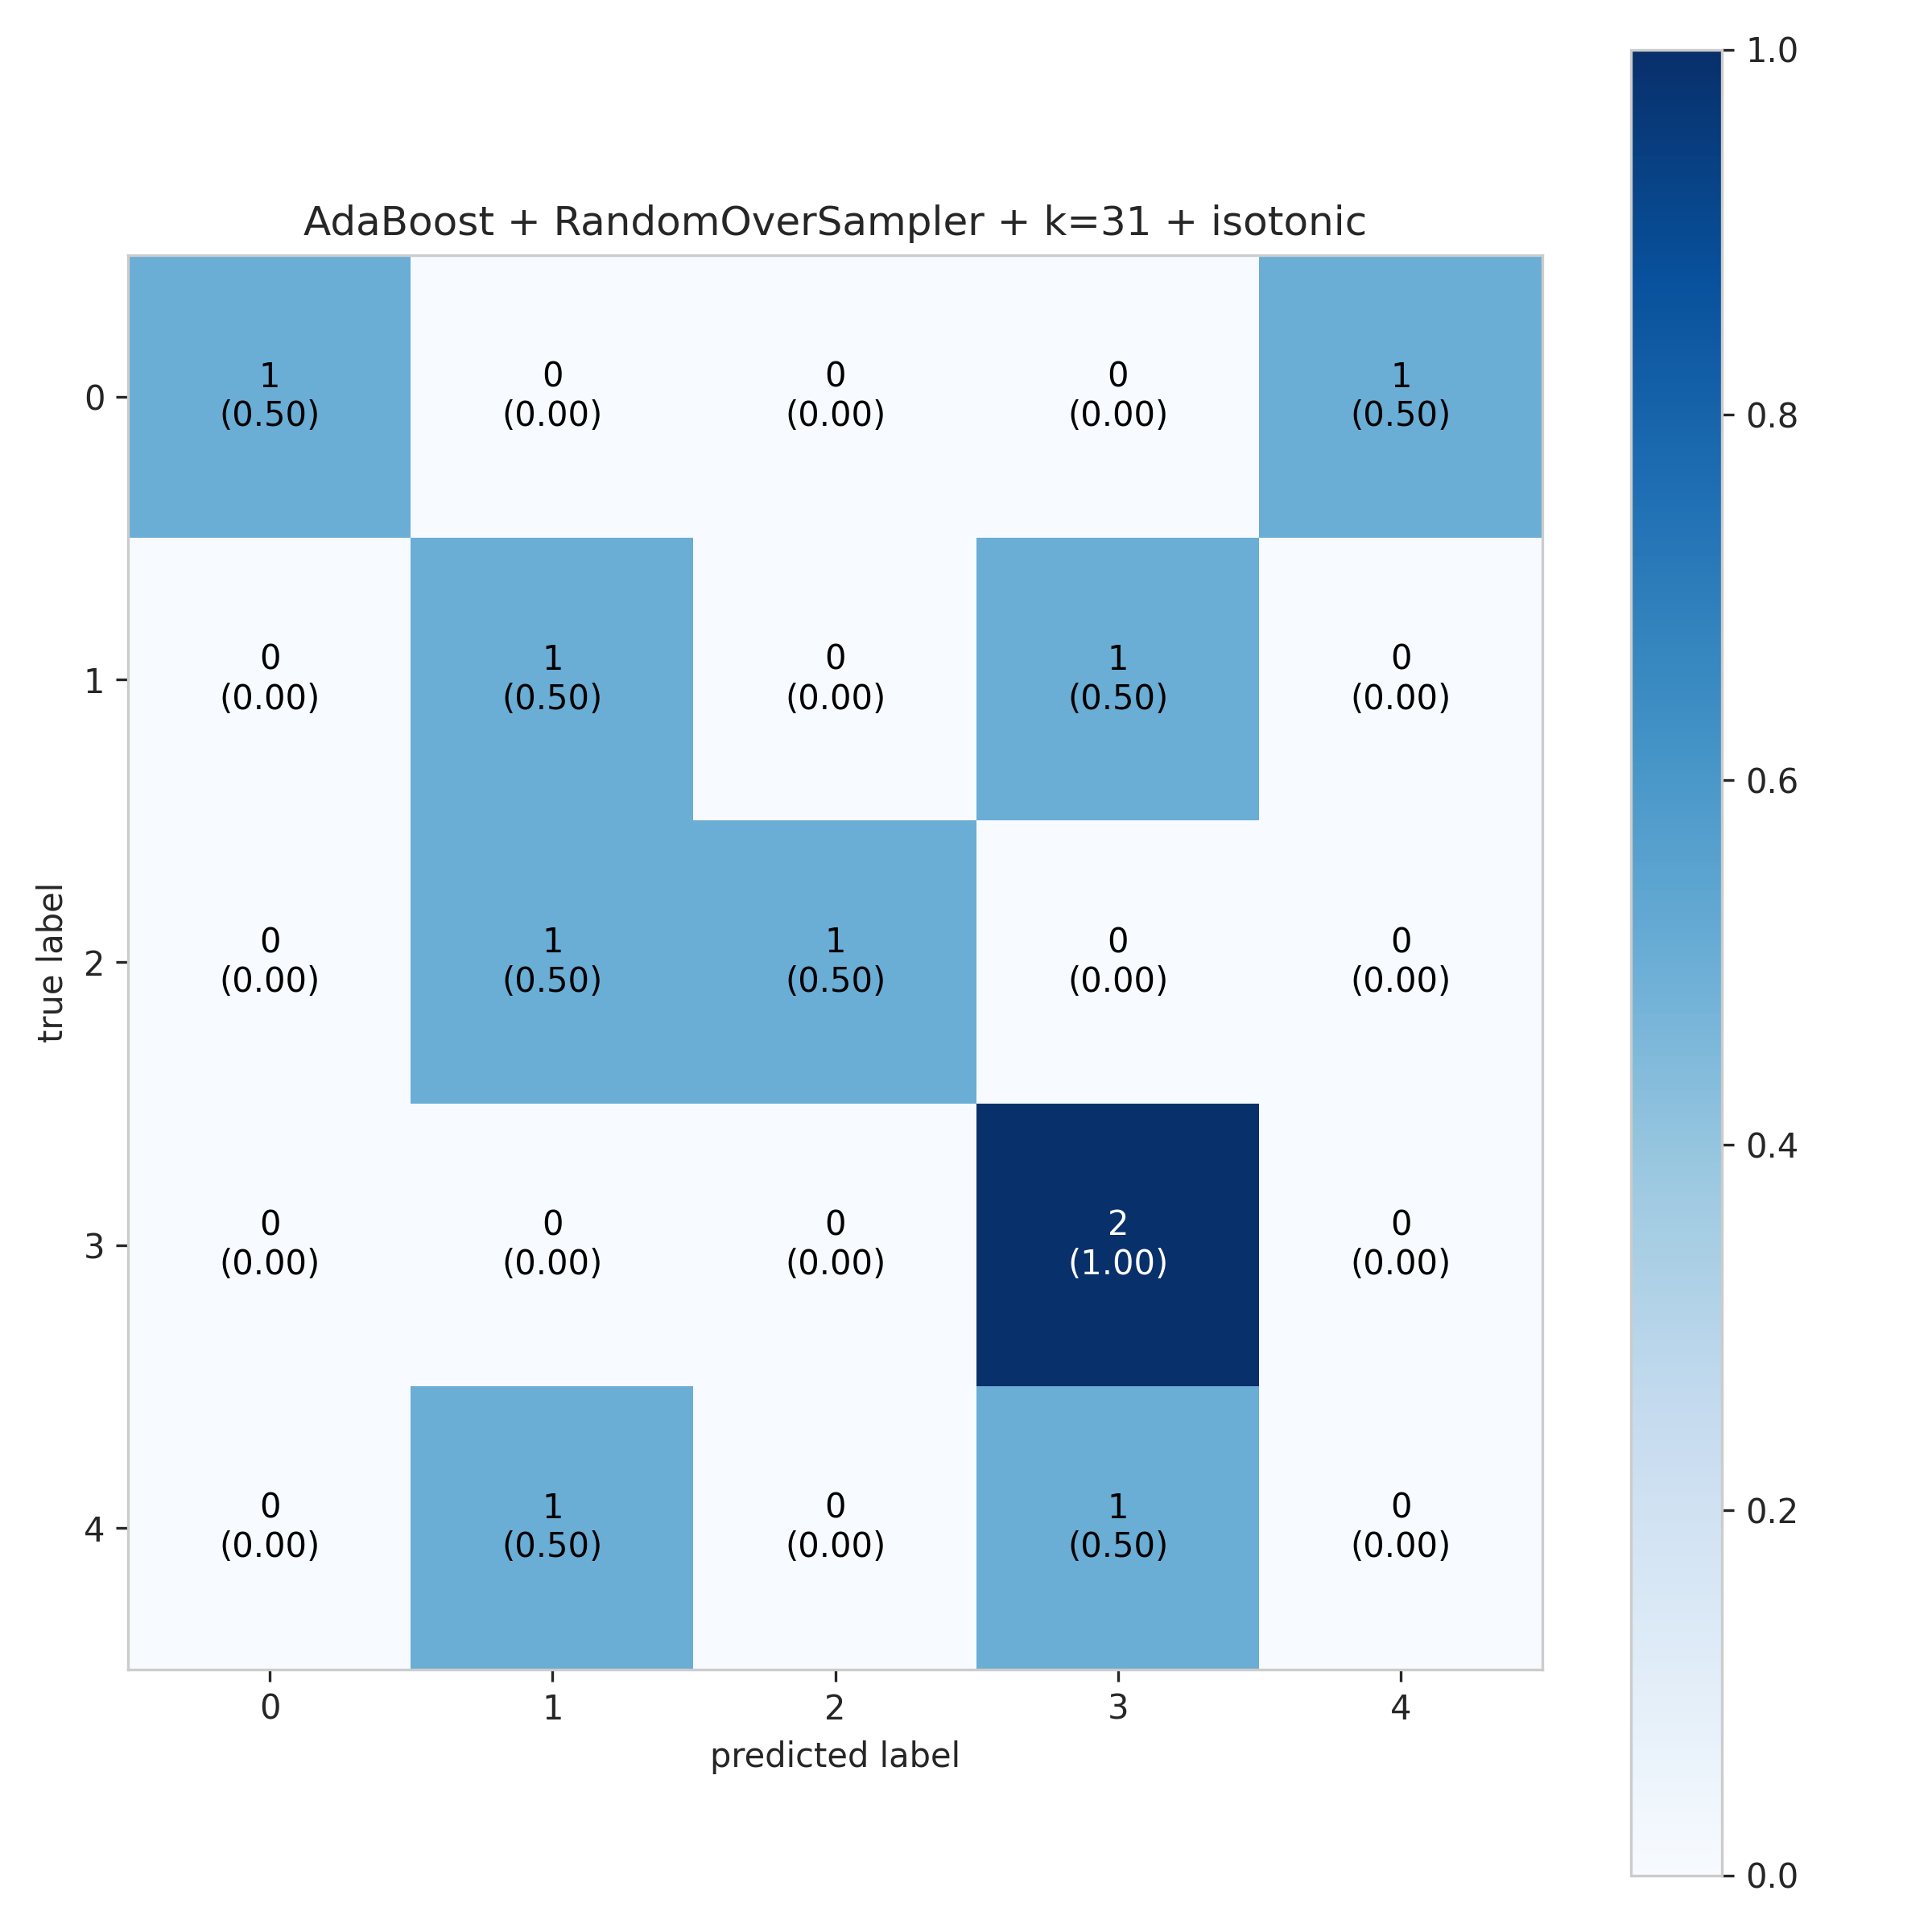 AdaBoost + RandomOverSampler + k=31 + isotonic
1 0 0 0 1
(0.50) (0.00) (0.00) (0.00) (0.50)
0
0 1 0 1 0
(0.00) (0.50) (0.00) (0.50) (0.00)
1
0 1 1 0 0
(0.00) (0.50) (0.50) (0.00) (0.00)
2
0 0 0 2 0
(0.00) (0.00) (0.00) (1.00) (0.00)
3
0 1 0 1 0
(0.00) (0.50) (0.00) (0.50) (0.00)
4
0 1 2 3 4
predicted label
true label
1.0
0.8
0.6
0.4
0.2
0.0